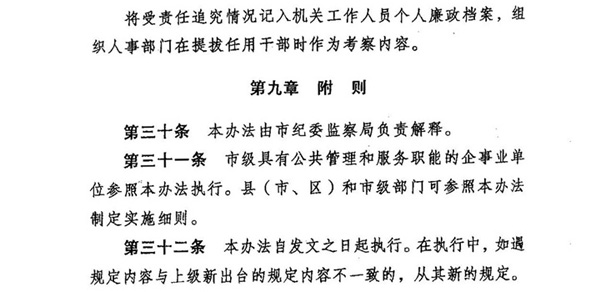 将受责任追究情况记入机关工作人员个人廉政档案，组
织人事部门在提拔任用干部时作为考察内容。
第九章 附 则
第三十条 本办法由市纪委监察局负责解释。
第三十一条 市级具有公共管理和服务职能的企事业单
位参照本办法执行。县（市、区）和市级部门可参照本办法
制定实施细则。
第三十二条 本办法自发文之日起执行。在执行中，如遇
规定内容与上级新出台的规定内容不一致的，从其新的规定。